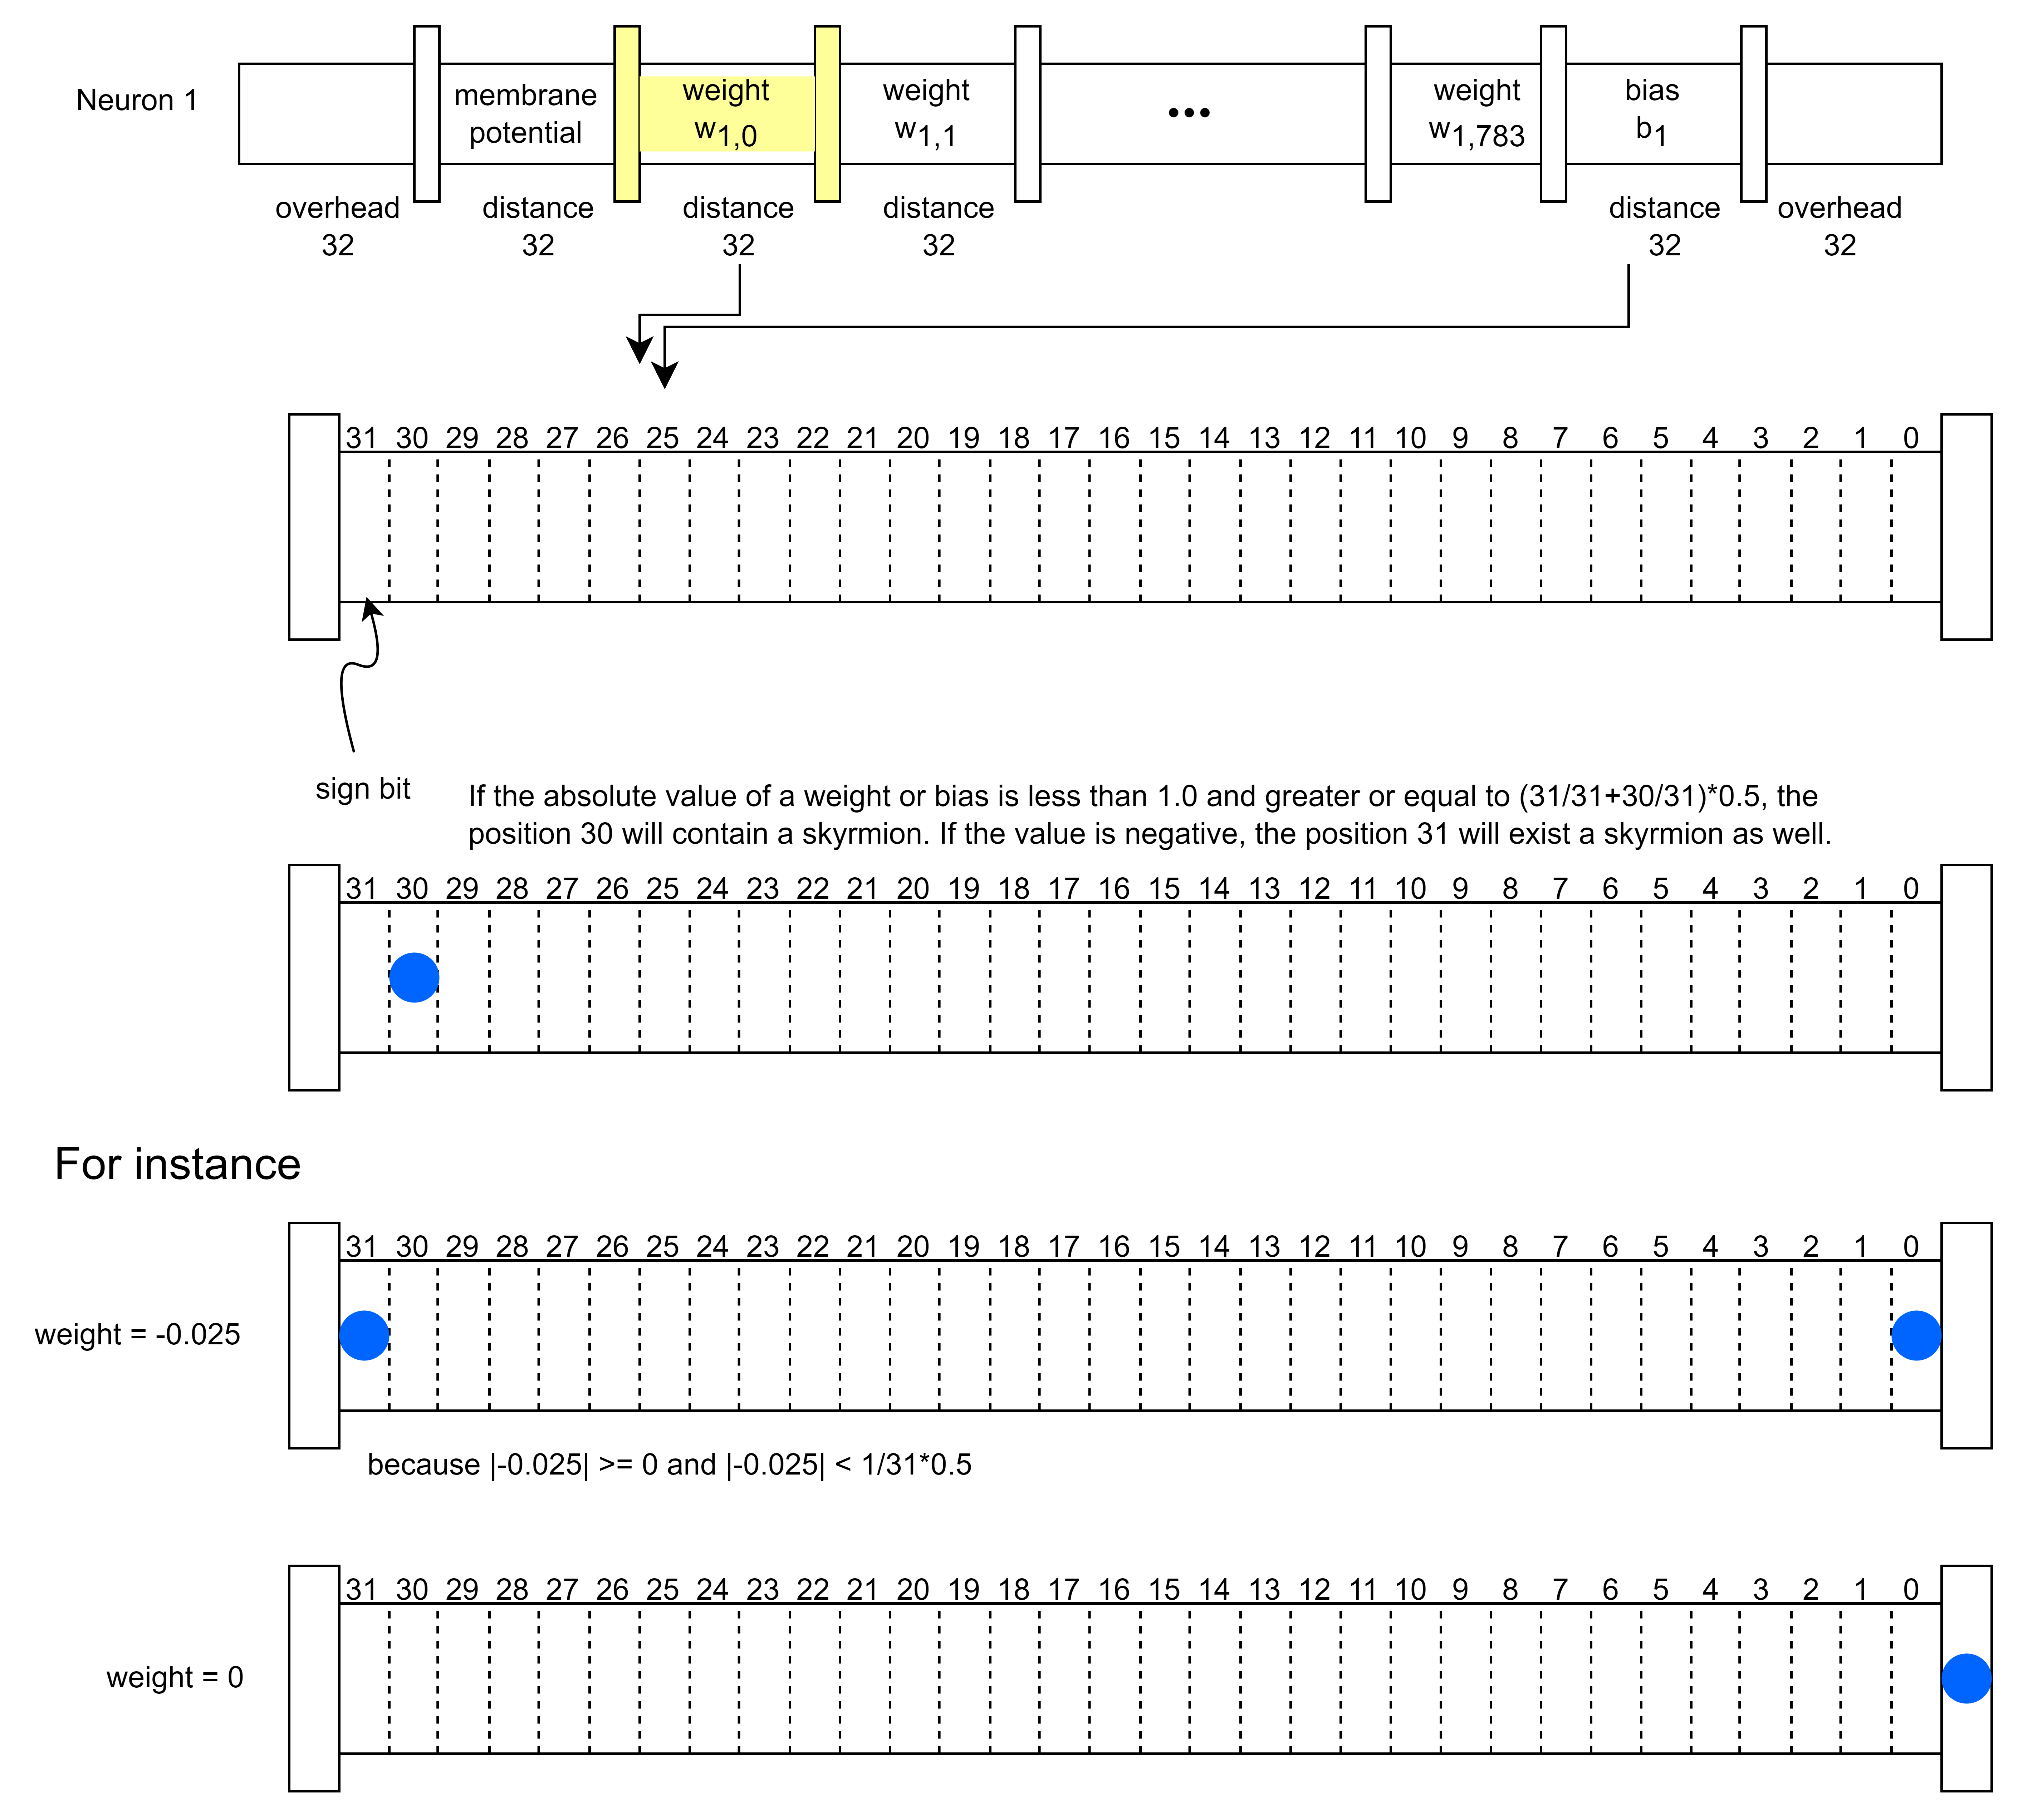 Neuron 1
membrane
potential
weight
w1,0
weight
w1,1
•••
weight
w1,783
bias
b1
overhead
32
distance
32
distance
32
distance
32
distance
32
overhead
32
31 30 29 28 27 26 25 24 23 22 21 20 19 18 17 16 15 14 13 12 11 10 9 8 7 6 5 4 3 2 1 0
sign bit
If the absolute value of a weight or bias is less than 1.0 and greater or equal to (31/31+30/31)*0.5, the
position 30 will contain a skyrmion. If the value is negative, the position 31 will exist a skyrmion as well.
31 30 29 28 27 26 25 24 23 22 21 20 19 18 17 16 15 14 13 12 11 10 9 8 7 6 5 4 3 2 1 0
For instance
31 30 29 28 27 26 25 24 23 22 21 20 19 18 17 16 15 14 13 12 11 10 9 8 7 6 5 4 3 2 1 0
weight = -0.025
because |-0.025| >= 0 and |-0.025| < 1/31*0.5
31 30 29 28 27 26 25 24 23 22 21 20 19 18 17 16 15 14 13 12 11 10 9 8 7 6 5 4 3 2 1 0
weight = 0